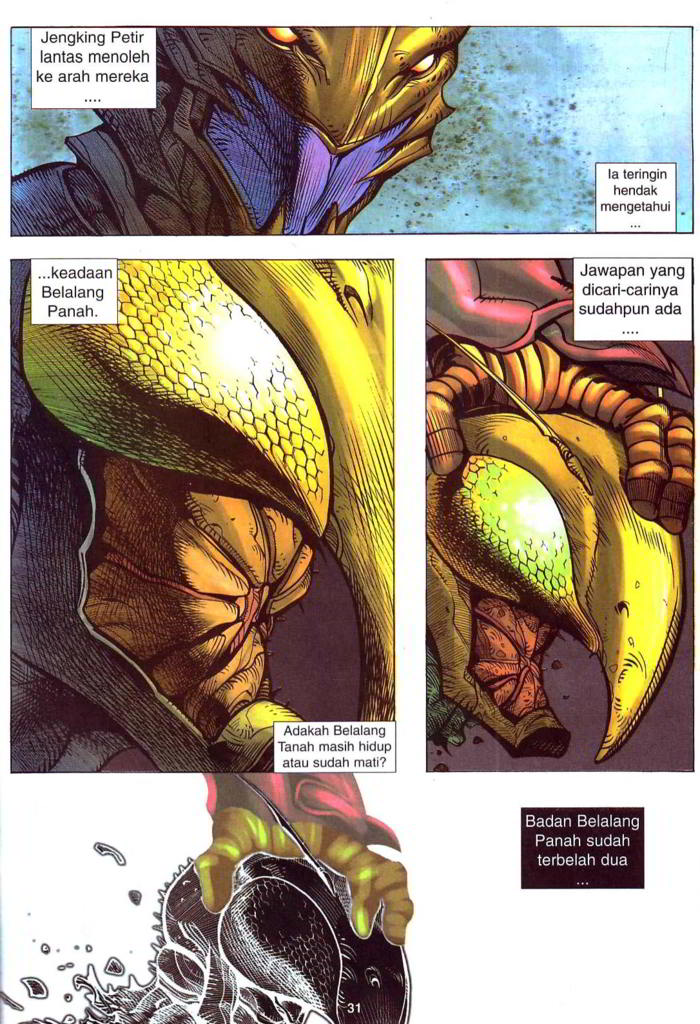 Jengking Petir
lantas menoleh
ke arah mereka
....
Ia teringin
hendak
mengetahui
...
...keadaan
Belalang
Panah.
Jawapan yang
dicari-carinya
sudahpun ada
....
Adakah Belalang
Tanah masih hidup
atau sudah mati?
Badan Belalang
Panah sudah
terbelah dua
...
31